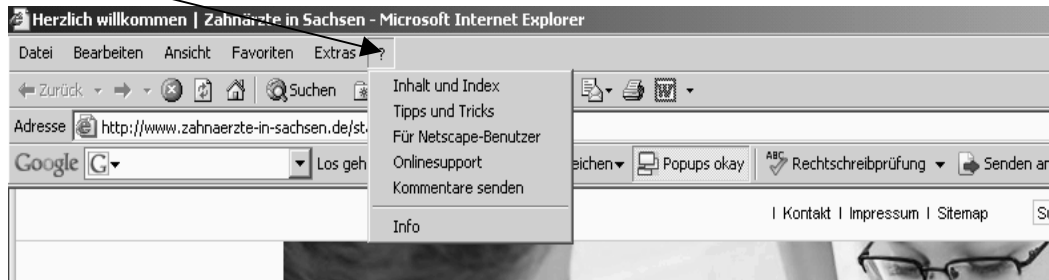 Herzlich willkommen | Zahnärzte in Sachsen - Microsoft Internet Explorer
Datei Bearbeiten Ansicht Favoriten Extras ?
Zurück Suchen
Adresse http://www.zahnaerzte-in-sachsen.de/st
Google G Los geh eichen Popups okay ABC Rechtschreibprüfung Senden an
Inhalt und Index
Tipps und Tricks
Für Netscape-Benutzer
Onlinesupport
Kommentare senden
Info
I Kontakt I Impressum I Sitemap